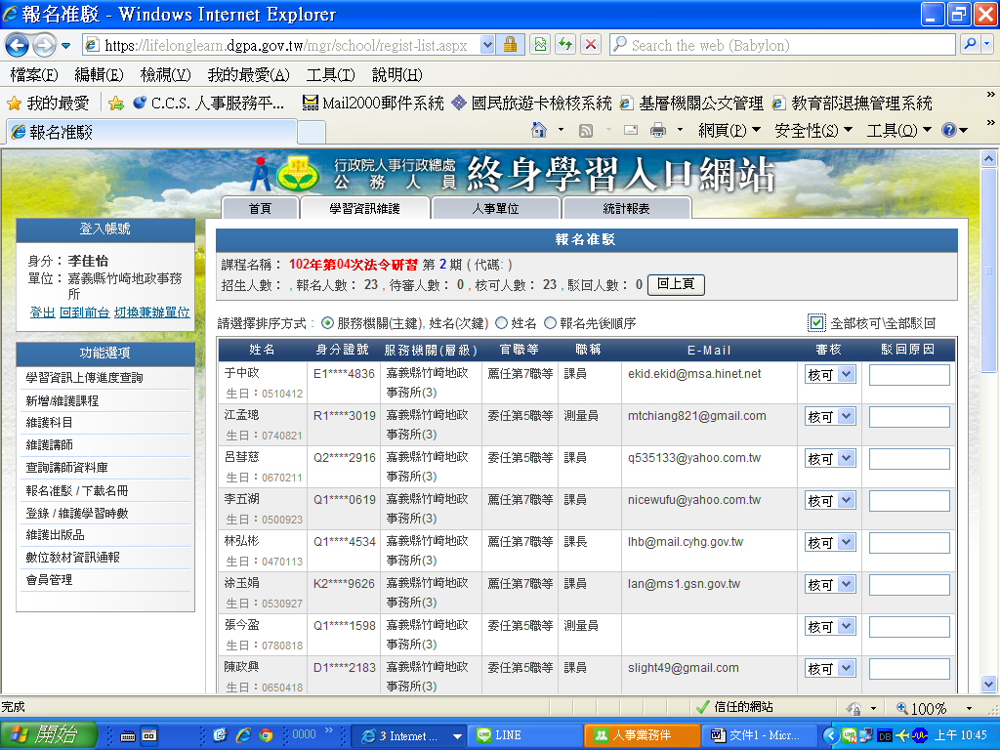 報名准駁 - Windows Internet Explorer
https://lifelonglearn.dgpa.gov.tw/mgr/school/regist-list.aspx
Search the web (Babylon)
檔案(F) 編輯(E) 檢視(V) 我的最愛(A) 工具(T) 說明(H)
我的最愛 C.C.S. 人事服務平... Mail2000郵件系統 國民旅遊卡檢核系統 基層機關公文管理 教育部退撫管理系統
報名准駁 網頁(P) 安全性(S) 工具(O)
行政院人事行政總處
公務人員 終身學習入口網站
首頁 學習資訊維護 人事單位 統計報表
登入帳號
身分： 李佳怡
單位： 嘉義縣竹崎地政事務所
登出 回到前台 切換兼辦單位
功能選項
學習資訊上傳進度查詢
新增/維護課程
維護科目
維護講師
查詢講師資料庫
報名准駁 / 下載名冊
登錄 / 維護學習時數
維護出版品
數位教材資訊通報
會員管理
報名准駁
課程名稱： 102年第04次法令研習 第 2 期 ( 代碼: )
招生人數： , 報名人數： 23 , 待審人數： 0 , 核可人數： 23 , 駁回人數： 0 回上頁
請選擇排序方式： 服務機關(主鍵), 姓名(次鍵) 姓名 報名先後順序 全部核可\全部駁回
姓名 身分證號 服務機關(層級) 官職等 職稱 E-Mail 審核 駁回原因
于中政 E1****4836 嘉義縣竹崎地政 薦任第7職等 課員 ekid.ekid@msa.hinet.net 核可
生日：0510412 事務所(3)
江孟璁 R1****3019 嘉義縣竹崎地政 委任第5職等 測量員 mtchiang821@gmail.com 核可
生日：0740821 事務所(3)
呂彗慈 Q2****2916 嘉義縣竹崎地政 委任第5職等 課員 q535133@yahoo.com.tw 核可
生日：0670211 事務所(3)
李五湖 Q1****0619 嘉義縣竹崎地政 薦任第7職等 課員 nicewufu@yahoo.com.tw 核可
生日：0500923 事務所(3)
林弘彬 Q1****4534 嘉義縣竹崎地政 薦任第7職等 課長 lhb@mail.cyhg.gov.tw 核可
生日：0470113 事務所(3)
徐玉娟 K2****9626 嘉義縣竹崎地政 薦任第7職等 課員 lan@ms1.gsn.gov.tw 核可
生日：0530927 事務所(3)
張今盈 Q1****1598 嘉義縣竹崎地政 委任第5職等 測量員 核可
生日：0780818 事務所(3)
陳政興 D1****2183 嘉義縣竹崎地政 委任第5職等 課員 slight49@gmail.com 核可
生日：0650418 事務所(3)
完成 信任的網站 100%
開始 0000 3 Internet ... LINE 人事業務伴 文件1 - Micr... 上午 10:45